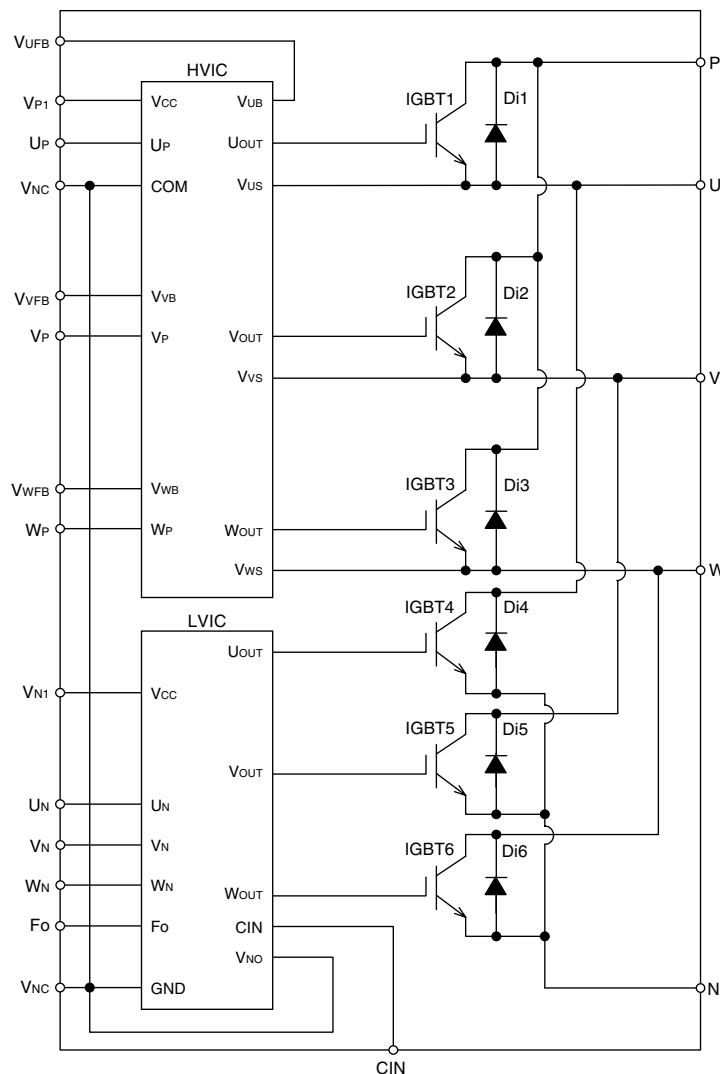 VUFB
HVIC
P
VP1
VCC
VUB
IGBT1
Di1
UP
UP
UOUT
VNC
COM
VUS
U
VVFB
VVB
IGBT2
Di2
VP
VP
VOUT
VVS
V
VWFB
VWB
IGBT3
Di3
WP
WP
WOUT
VWS
W
LVIC
IGBT4
Di4
UOUT
VN1
VCC
IGBT5
Di5
VOUT
UN
UN
VN
VN
IGBT6
Di6
WN
WN
WOUT
Fo
Fo
CIN
VNO
VNC
GND
N
CIN